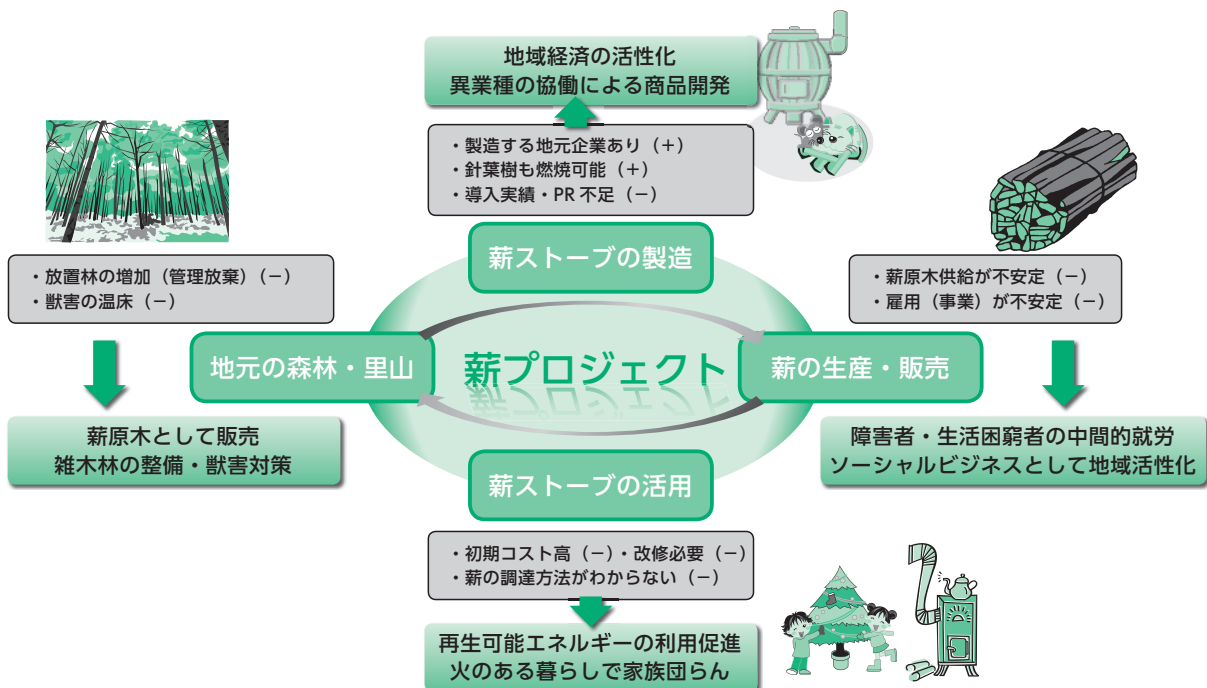 地域経済の活性化
異業種の協働による商品開発
・製造する地元企業あり（+）
・針葉樹も燃焼可能（+）
・導入実績・PR 不足（−）
薪ストーブの製造
・放置林の増加（管理放棄）（−）
・獣害の温床（−）
・薪原木供給が不安定（−）
・雇用（事業）が不安定（−）
地元の森林・里山
薪プロジェクト
薪の生産・販売
薪原木として販売
雑木林の整備・獣害対策
障害者・生活困窮者の中間的就労
ソーシャルビジネスとして地域活性化
薪ストーブの活用
・初期コスト高（−）・改修必要（−）
・薪の調達方法がわからない（−）
再生可能エネルギーの利用促進
火のある暮らしで家族団らん